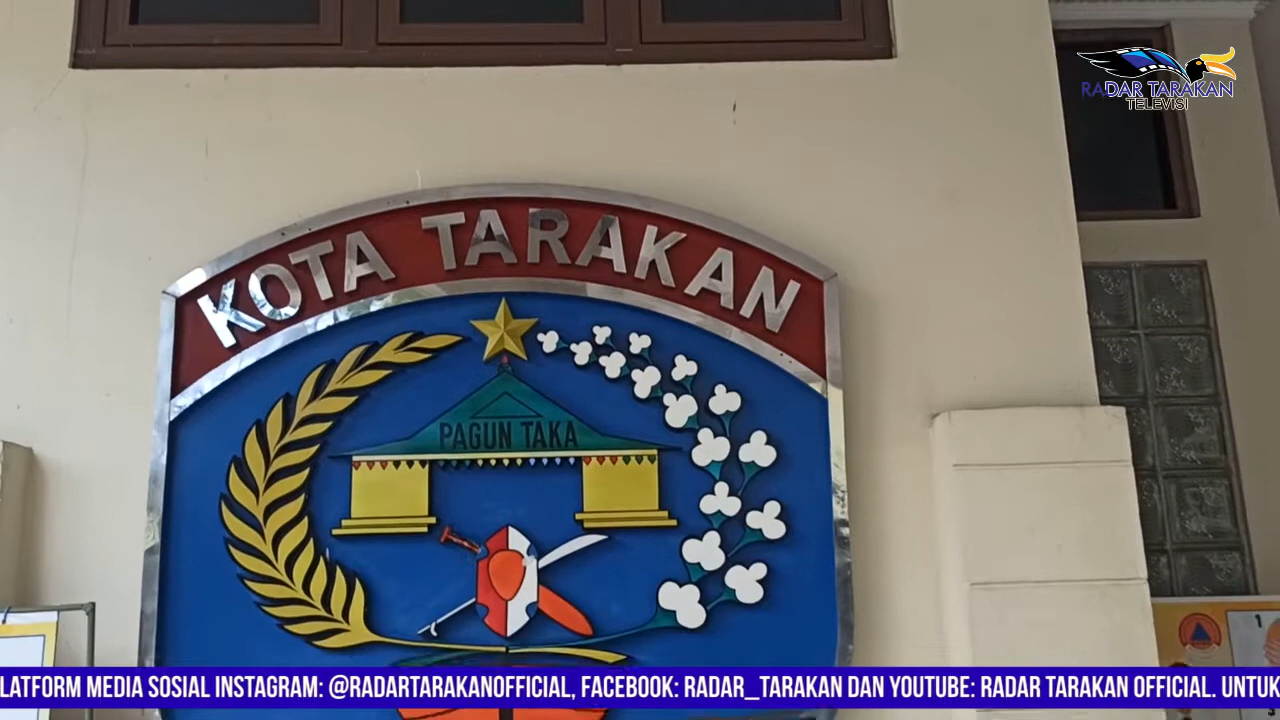 RADAR TARAKAN
TELEVISI
KOTA TARAKAN
PAGUN TAKA
1
LATFORM MEDIA SOSIAL INSTAGRAM: @RADARTARAKANOFFICIAL, FACEBOOK: RADAR_TARAKAN DAN YOUTUBE: RADAR TARAKAN OFFICIAL. UNTUK